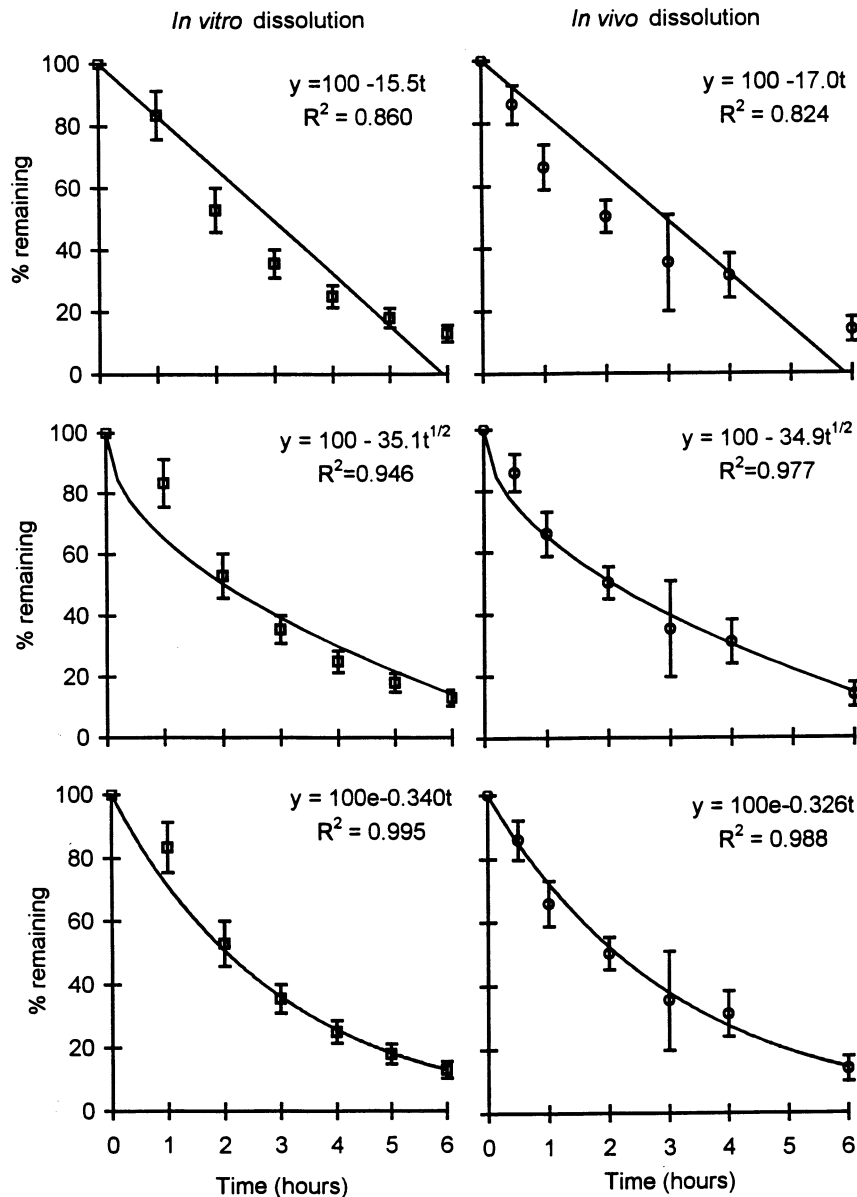 In vitro dissolution
In vivo dissolution
% remaining
100
80
60
40
20
0
y =100 -15.5t
R² = 0.860
y = 100 -17.0t
R² = 0.824
% remaining
100
80
60
40
20
0
y = 100 - 35.1t^1/2
R²=0.946
y = 100 - 34.9t^1/2
R²=0.977
% remaining
100
80
60
40
20
0
y = 100e-0.340t
R² = 0.995
y = 100e-0.326t
R² = 0.988
0 1 2 3 4 5 6
0 1 2 3 4 5 6
Time (hours)
Time (hours)